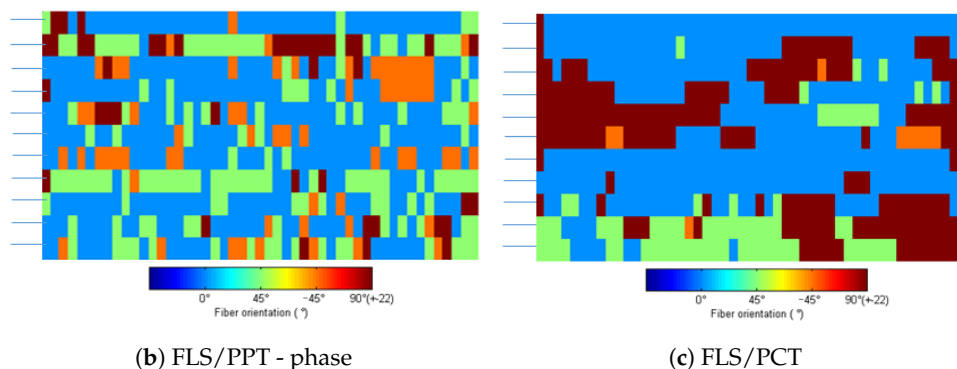 0° 45° −45° 90°(+-22)
Fiber orientation ( °)
0° 45° −45° 90°(+-22)
Fiber orientation ( °)
(b) FLS/PPT - phase
(c) FLS/PCT